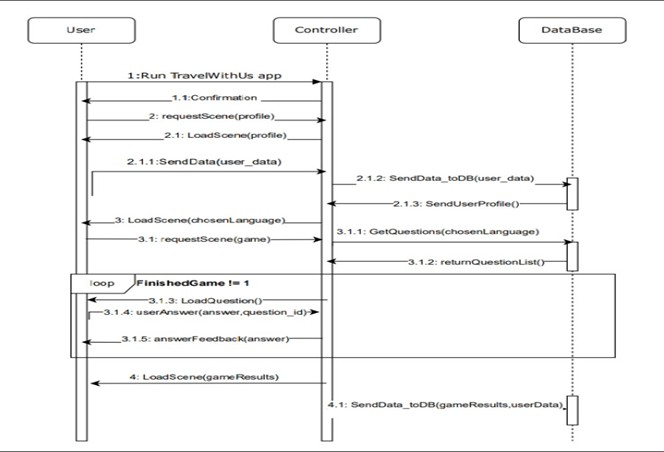 User
Controller
DataBase
1:Run TravelWithUs app
1.1:Confirmation
2: requestScene(profile)
2.1: LoadScene(profile)
2.1.1:SendData(user_data)
2.1.2: SendData_toDB(user_data)
2.1.3: SendUserProfile()
3: LoadScene(chosenLanguage)
3.1.1: GetQuestions(chosenLanguage)
3.1: requestScene(game)
3.1.2: returnQuestionList()
loop
FinishedGame != 1
3.1.3: LoadQuestion()
3.1.4: userAnswer(answer,question_id)
3.1.5: answerFeedback(answer)
4: LoadScene(gameResults)
4.1: SendData_toDB(gameResults,userData)